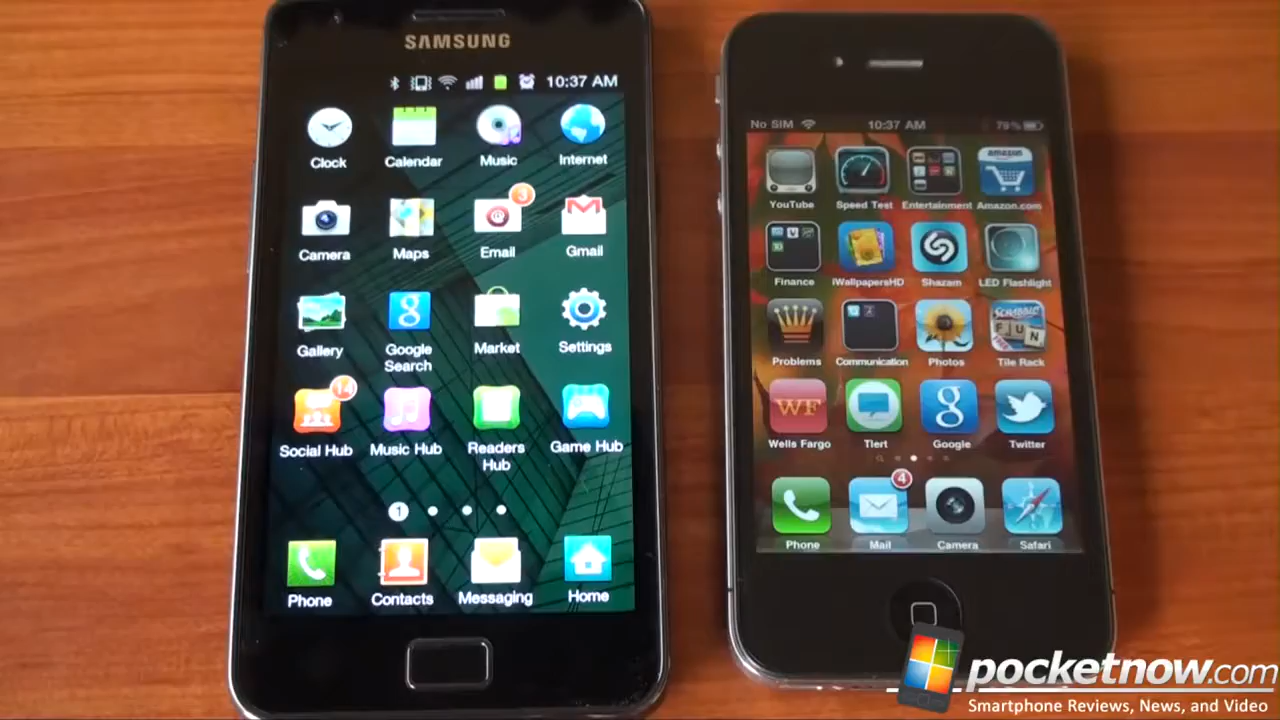 SAMSUNG
10:37 AM
Clock Calendar Music Internet
3
Camera Maps Email Gmail
Gallery Google Search Market Settings
14
Social Hub Music Hub Readers Hub Game Hub
1
Phone Contacts Messaging Home
No SIM 10:37 AM 79%
amazon
YouTube Speed Test Entertainment Amazon.com
Finance iWallpapersHD Shazam LED Flashlight
SCRABBLE
FUN
Problems Communication Photos Tile Rack
WF g
Wells Fargo Tlert Google Twitter
4
Phone Mail Camera Safari
pocketnow.com
Smartphone Reviews, News, and Video